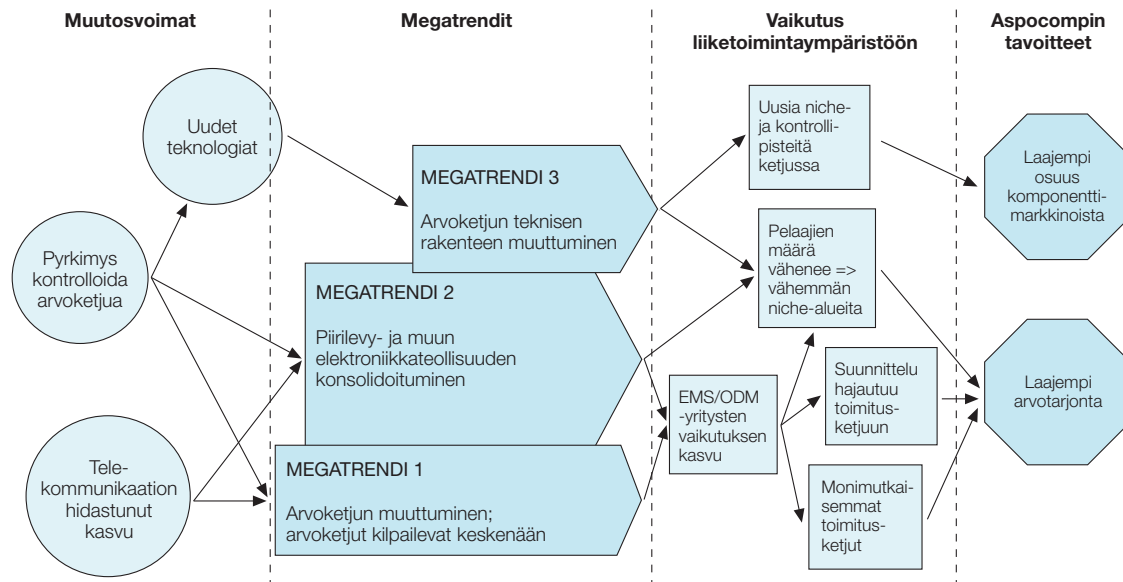 Muutosvoimat
Megatrendit
Vaikutus
liiketoimintaympäristöön
Aspocompin
tavoitteet
Uudet
teknologiat
Pyrkimys
kontrolloida
arvoketjua
Tele-
kommunikaation
hidastunut
kasvu
MEGATRENDI 3
Arvoketjun teknisen
rakenteen muuttuminen
MEGATRENDI 2
Piirilevy- ja muun
elektroniikkateollisuuden
konsolidoituminen
MEGATRENDI 1
Arvoketjun muuttuminen;
arvoketjut kilpailevat keskenään
Uusia niche-
ja kontrolli-
pisteitä
ketjussa
Pelaajien
määrä
vähenee =>
vähemmän
niche-alueita
EMS/ODM
-yritysten
vaikutuksen
kasvu
Suunnittelu
hajautuu
toimitus-
ketjuun
Monimutkai-
semmat
toimitus-
ketjut
Laajempi
osuus
komponentti-
markkinoista
Laajempi
arvotarjonta